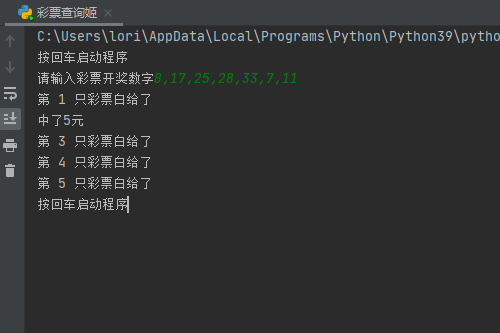 彩票查询姬
C:\Users\lori\AppData\Local\Programs\Python\Python39\pytho
按回车启动程序
请输入彩票开奖数字8,17,25,28,33,7,11
第 1 只彩票白给了
中了5元
第 3 只彩票白给了
第 4 只彩票白给了
第 5 只彩票白给了
按回车启动程序